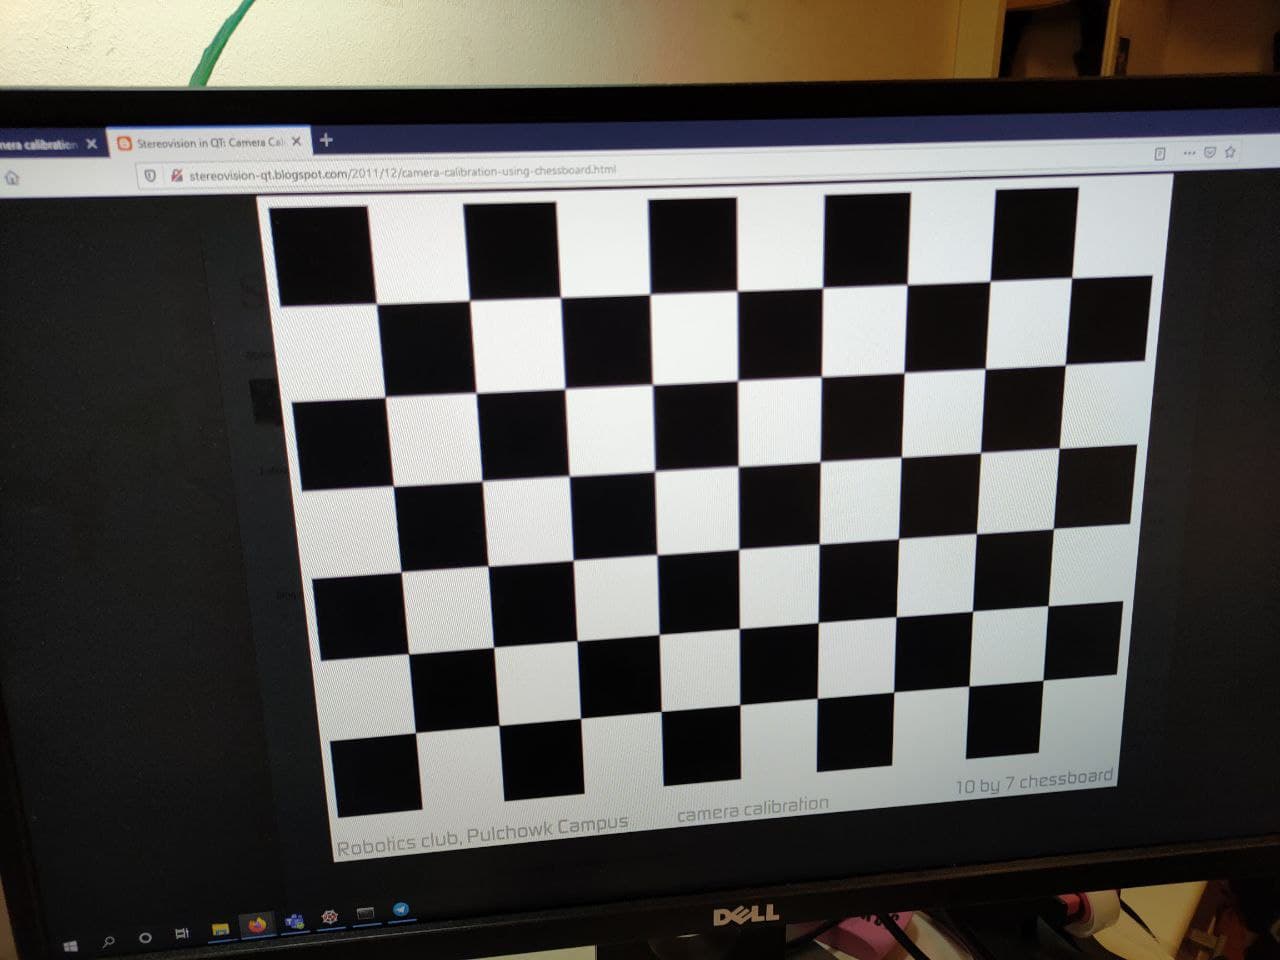 mera calibration
Stereovision in QT: Camera Cal
stereovision-qt.blogspot.com/2011/12/camera-calibration-using-chessboard.html
Robotics club, Pulchowk Campus
camera calibration
10 by 7 chessboard
DELL